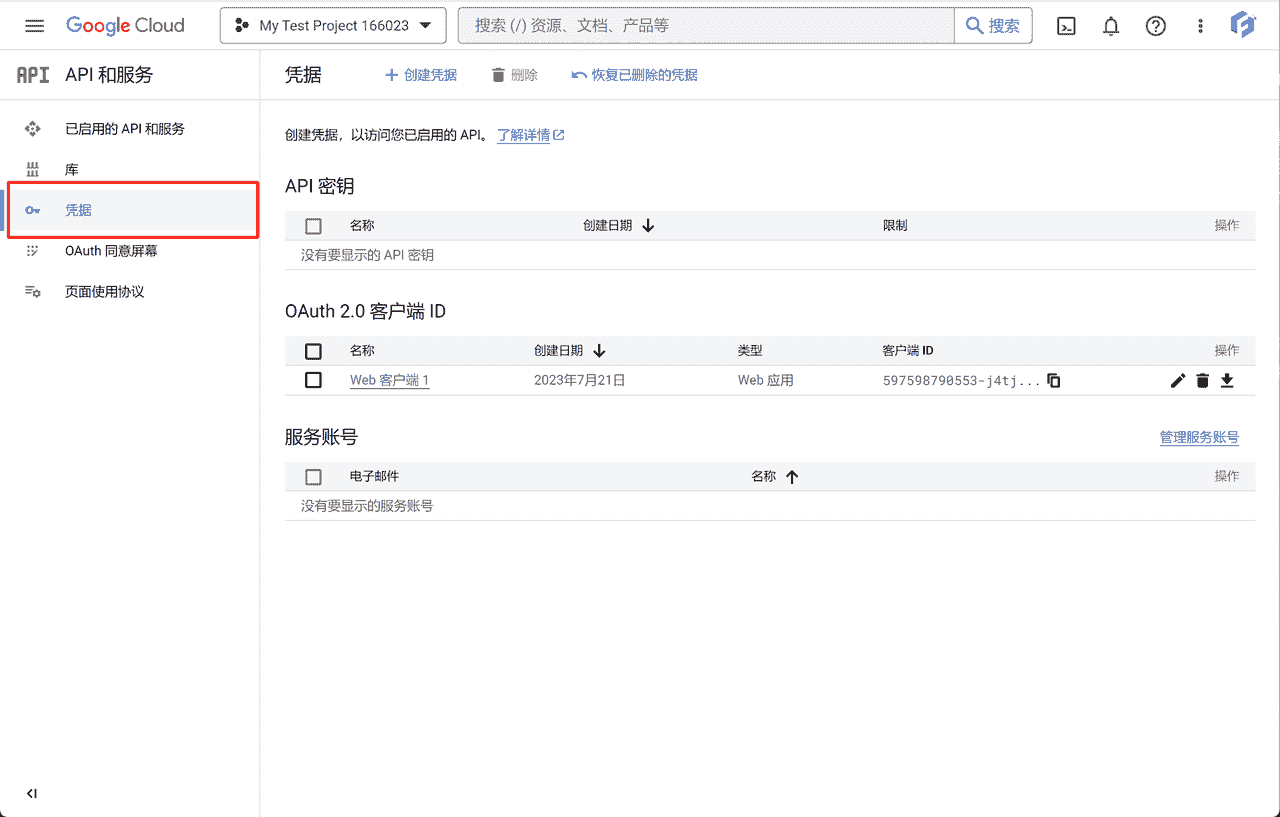 Google Cloud
My Test Project 166023
搜索 (/) 资源、文档、产品等
搜索
API
API 和服务
凭据
创建凭据
删除
恢复已删除的凭据
已启用的 API 和服务
库
凭据
OAuth 同意屏幕
页面使用协议
创建凭据，以访问您已启用的 API。 了解详情
API 密钥
名称 创建日期 限制 操作
没有要显示的 API 密钥
OAuth 2.0 客户端 ID
名称 创建日期 类型 客户端 ID 操作
Web 客户端 1 2023年7月21日 Web 应用 597598790553-j4tj...
服务账号 管理服务账号
电子邮件 名称 操作
没有要显示的服务账号